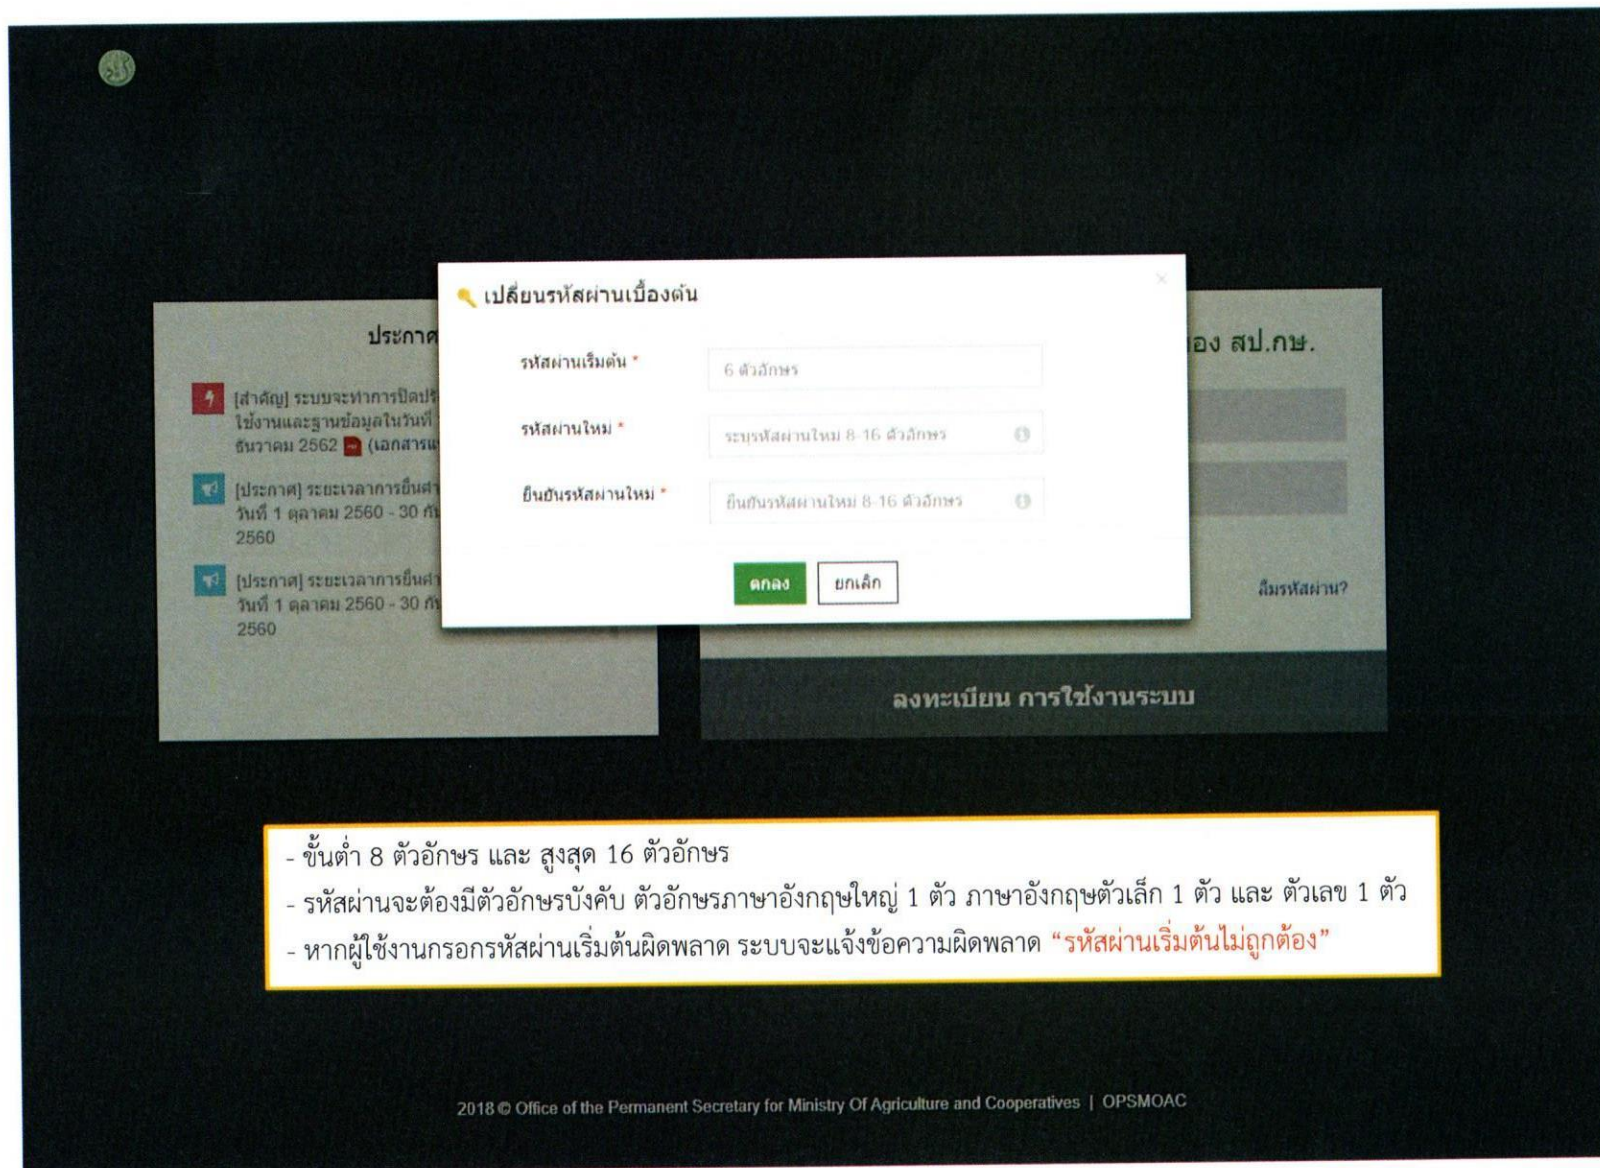 เปลี่ยนรหัสผ่านเบื้องต้น
×
รหัสผ่านเริ่มต้น *
6 ตัวอักษร
รหัสผ่านใหม่ *
ระบุรหัสผ่านใหม่ 8-16 ตัวอักษร
ยืนยันรหัสผ่านใหม่ *
ยืนยันรหัสผ่านใหม่ 8-16 ตัวอักษร
ตกลง
ยกเลิก
ประกาศ
[สำคัญ] ระบบจะทำการปิดปรั
ใช้งานและฐานข้อมูลในวันที่
ธันวาคม 2562 (เอกสารแ
[ประกาศ] ระยะเวลาการยื่นคำ
วันที่ 1 ตุลาคม 2560 - 30 กั
2560
[ประกาศ] ระยะเวลาการยื่นคำ
วันที่ 1 ตุลาคม 2560 - 30 กั
2560
ของ สป.กษ.
ลืมรหัสผ่าน?
ลงทะเบียน การใช้งานระบบ
- ขั้นต่ำ 8 ตัวอักษร และ สูงสุด 16 ตัวอักษร
- รหัสผ่านจะต้องมีตัวอักษรบังคับ ตัวอักษรภาษาอังกฤษใหญ่ 1 ตัว ภาษาอังกฤษตัวเล็ก 1 ตัว และ ตัวเลข 1 ตัว
- หากผู้ใช้งานกรอกรหัสผ่านเริ่มต้นผิดพลาด ระบบจะแจ้งข้อความผิดพลาด “รหัสผ่านเริ่มต้นไม่ถูกต้อง”
2018 © Office of the Permanent Secretary for Ministry Of Agriculture and Cooperatives | OPSMOAC